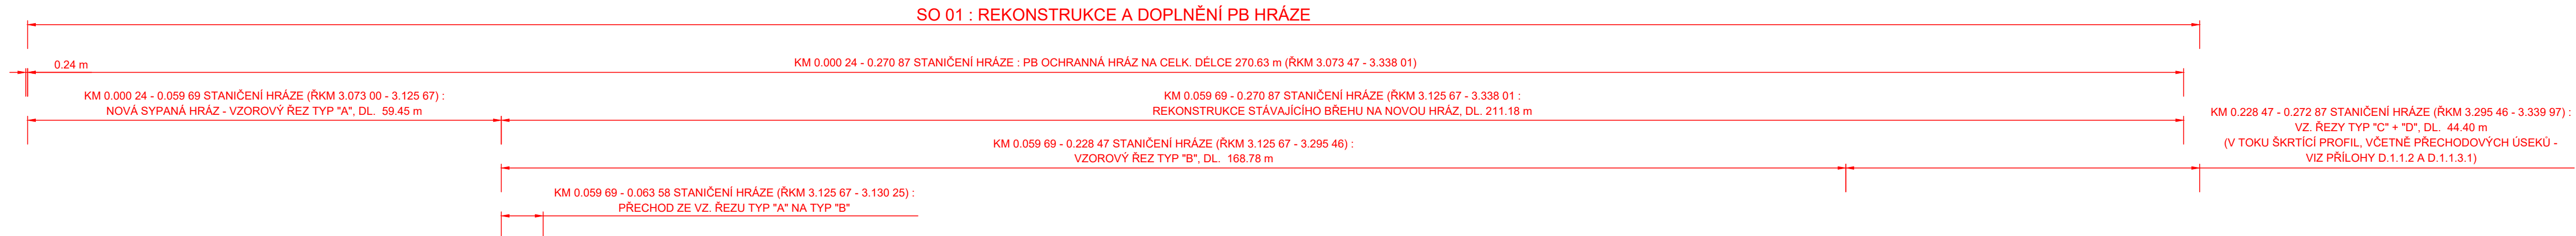 SO 01 : REKONSTRUKCE A DOPLNĚNÍ PB HRÁZE
0.24 m
KM 0.000 24 - 0.270 87 STANIČENÍ HRÁZE : PB OCHRANNÁ HRÁZ NA CELK. DÉLCE 270.63 m (ŘKM 3.073 47 - 3.338 01)
KM 0.000 24 - 0.059 69 STANIČENÍ HRÁZE (ŘKM 3.073 00 - 3.125 67) :
NOVÁ SYPANÁ HRÁZ - VZOROVÝ ŘEZ TYP "A", DL. 59.45 m
KM 0.059 69 - 0.270 87 STANIČENÍ HRÁZE (ŘKM 3.125 67 - 3.338 01 :
REKONSTRUKCE STÁVAJÍCÍHO BŘEHU NA NOVOU HRÁZ, DL. 211.18 m
KM 0.228 47 - 0.272 87 STANIČENÍ HRÁZE (ŘKM 3.295 46 - 3.339 97) :
VZ. ŘEZY TYP "C" + "D", DL. 44.40 m
(V TOKU ŠKRTÍCÍ PROFIL, VČETNĚ PŘECHODOVÝCH ÚSEKŮ -
VIZ PŘÍLOHY D.1.1.2 A D.1.1.3.1)
KM 0.059 69 - 0.228 47 STANIČENÍ HRÁZE (ŘKM 3.125 67 - 3.295 46) :
VZOROVÝ ŘEZ TYP "B", DL. 168.78 m
KM 0.059 69 - 0.063 58 STANIČENÍ HRÁZE (ŘKM 3.125 67 - 3.130 25) :
PŘECHOD ZE VZ. ŘEZU TYP "A" NA TYP "B"